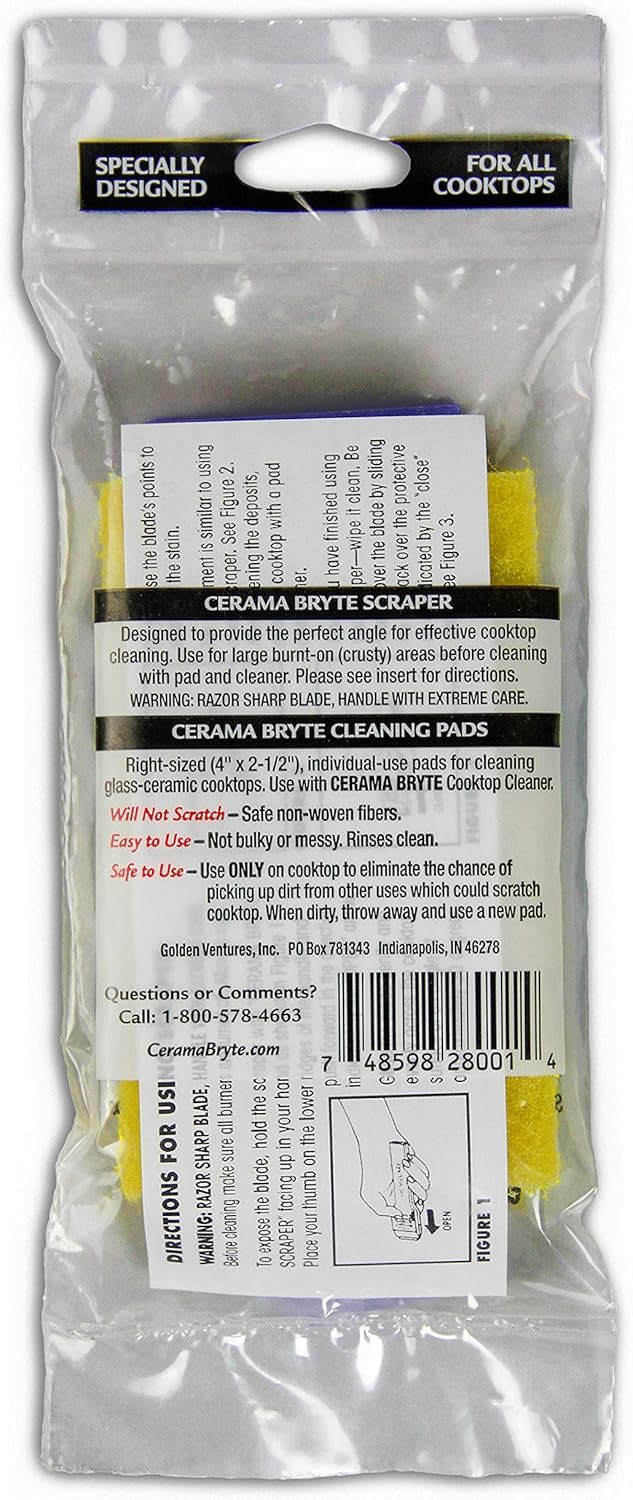 SPECIALLY
DESIGNED
FOR ALL
COOKTOPS
se the blade's points to
the stain.
ment is similar to using
raper. See Figure 2.
ening the deposits,
cooktop with a pad
ner.
u have finished using
per—wipe it clean. Be
over the blade by sliding
ack over the protective
dicated by the "close"
ee Figure 3.
CERAMA BRYTE SCRAPER
Designed to provide the perfect angle for effective cooktop
cleaning. Use for large burnt-on (crusty) areas before cleaning
with pad and cleaner. Please see insert for directions.
WARNING: RAZOR SHARP BLADE, HANDLE WITH EXTREME CARE.
CERAMA BRYTE CLEANING PADS
Right-sized (4" x 2-1/2"), individual-use pads for cleaning
glass-ceramic cooktops. Use with CERAMA BRYTE Cooktop Cleaner.
Will Not Scratch – Safe non-woven fibers.
Easy to Use – Not bulky or messy. Rinses clean.
Safe to Use – Use ONLY on cooktop to eliminate the chance of
picking up dirt from other uses which could scratch
cooktop. When dirty, throw away and use a new pad.
Golden Ventures, Inc. PO Box 781343 Indianapolis, IN 46278
Questions or Comments?
Call: 1-800-578-4663
CeramaBryte.com
7 48598 28001 4
DIRECTIONS FOR USING
WARNING: RAZOR SHARP BLADE,
Before cleaning, make sure all burner
To expose the blade, hold the sc
SCRAPER" facing up in your han
Place your thumb on the lower
OPEN
FIGURE 1